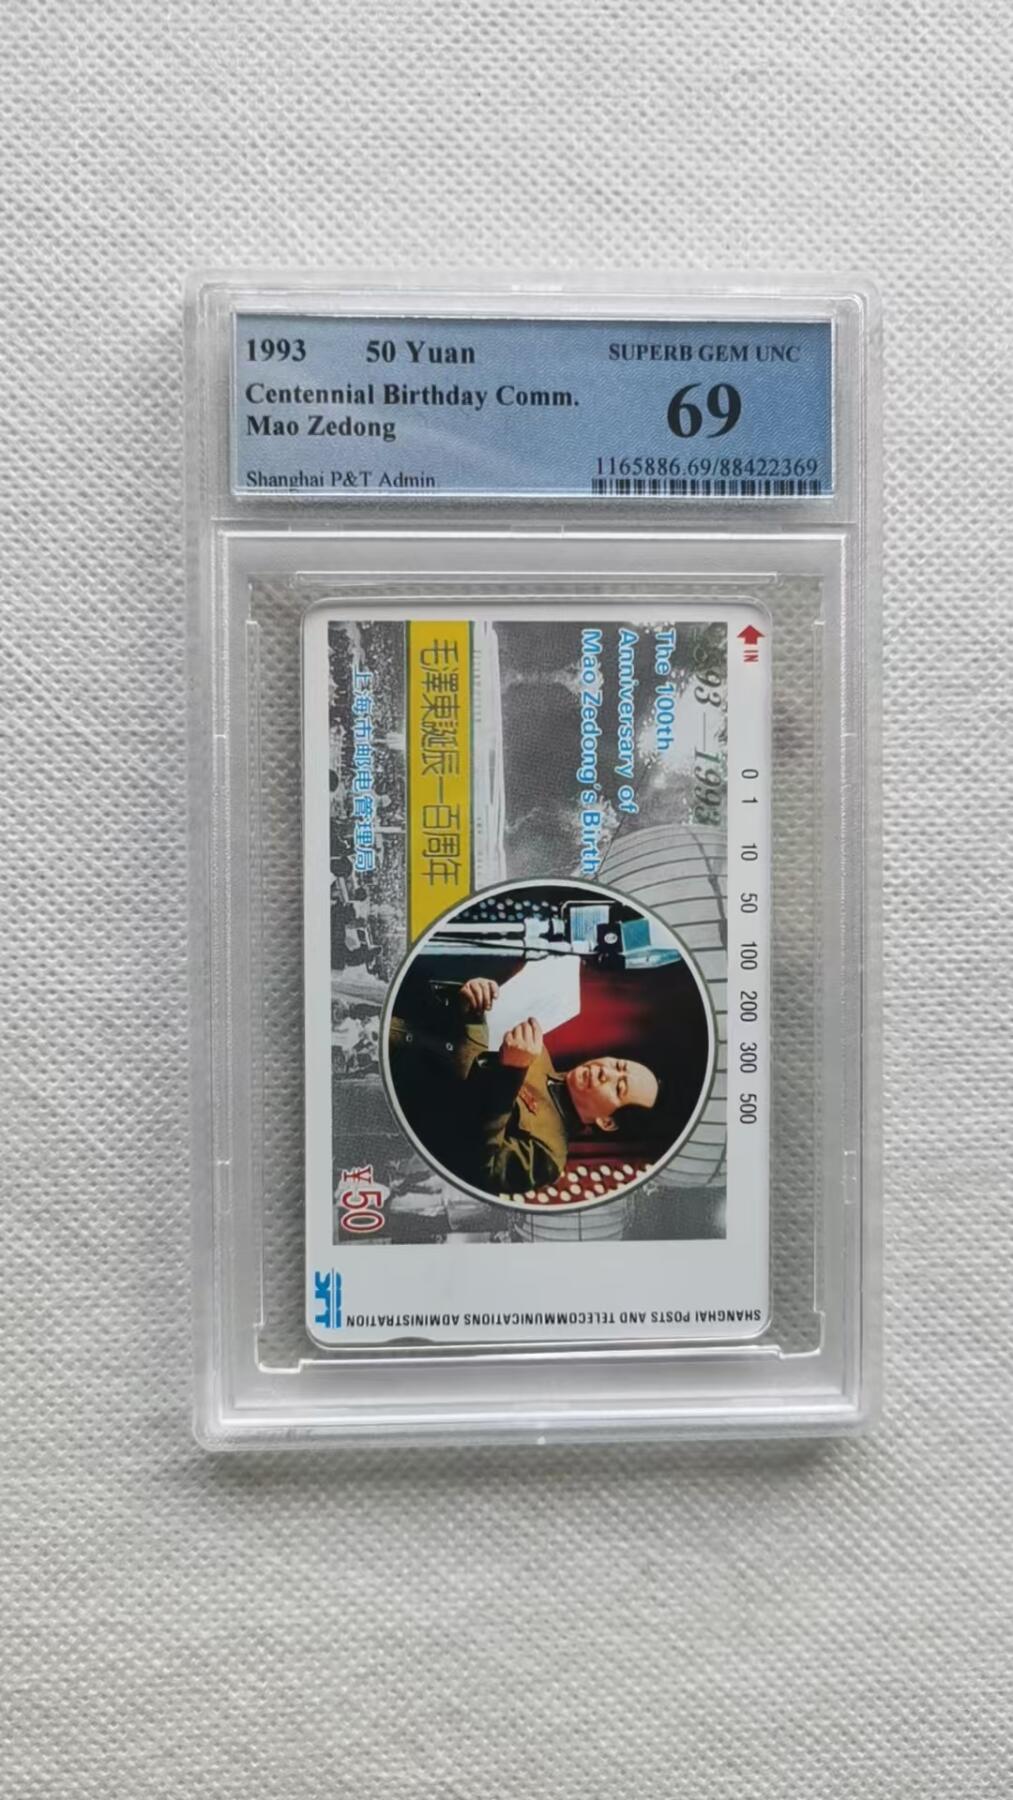 1993 50 Yuan
Centennial Birthday Comm.
Mao Zedong
Shanghai P&T Admin
SUPERB GEM UNC
69
1165886.69/88422369
IN
0 1 10 50 100 200 300 500
93—1993
The 100th
Anniversary of
Mao Zedong's Birth
毛澤東誕辰一百周年
上海市邮电管理局
¥50
SHANGHAI POSTS AND TELECOMMUNICATIONS ADMINISTRATION